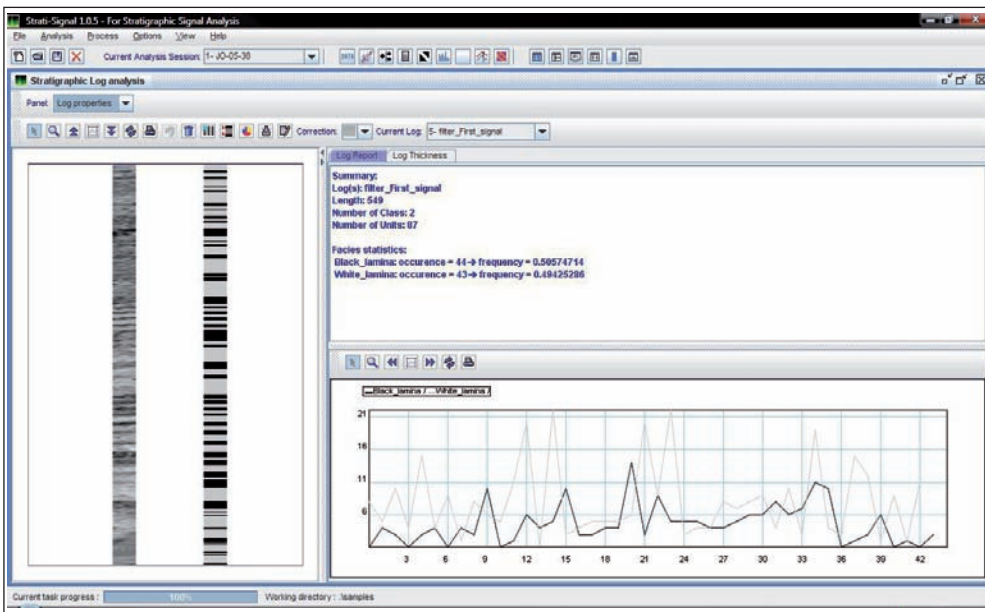 Strati-Signal 1.0.5 - For Stratigraphic Signal Analysis
File Analysis Process Options View Help
Current Analysis Session: 1- JO-05-30
Stratigraphic Log analysis
Panel: Log properties
Correction: Current Log: 5- filter_First_signal
Log Report Log Thickness
Summary:
Log(s): filter_First_signal
Length: 549
Number of Class: 2
Number of Units: 87
Facies statistics:
Black_lamina: occurence = 44→ frequency = 0.50574714
White_lamina: occurence = 43→ frequency = 0.49425286
Black_lamina / ...White_lamina /
21
16
11
6
3 6 9 12 15 18 21 24 27 30 33 36 39 42
Current task progress : 100% Working directory : .\samples